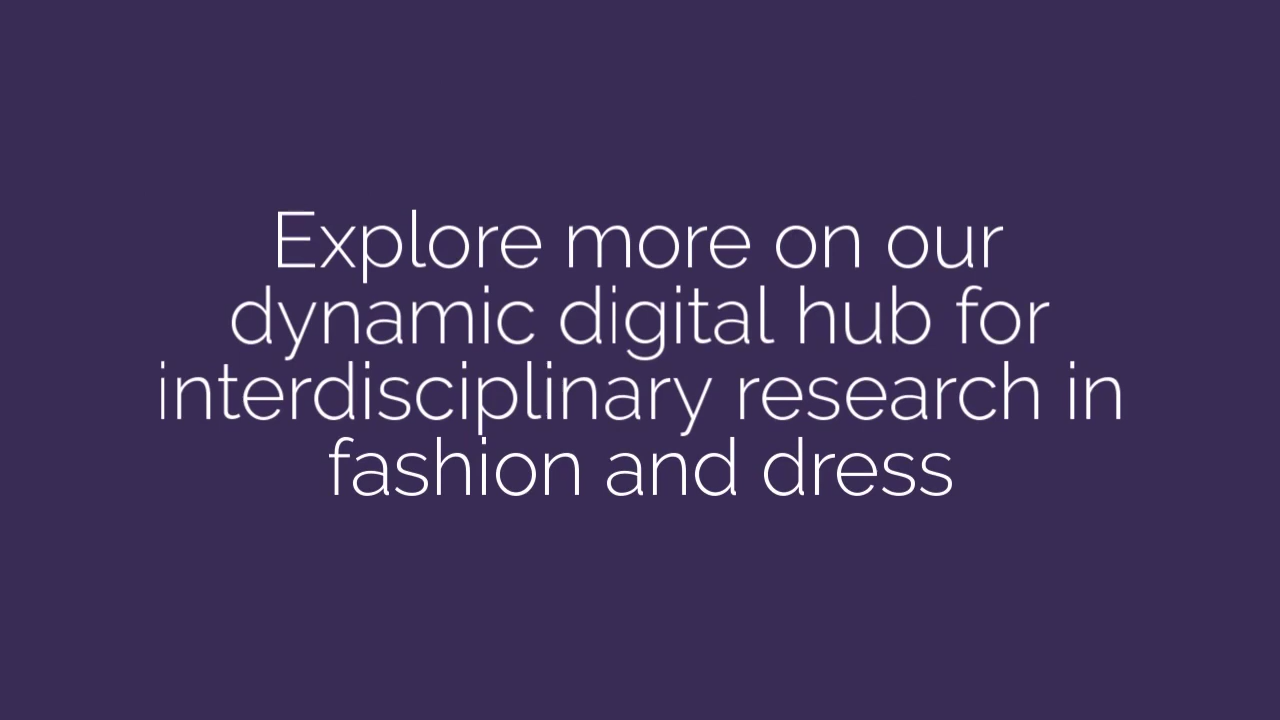 Explore more on our
dynamic digital hub for
interdisciplinary research in
fashion and dress